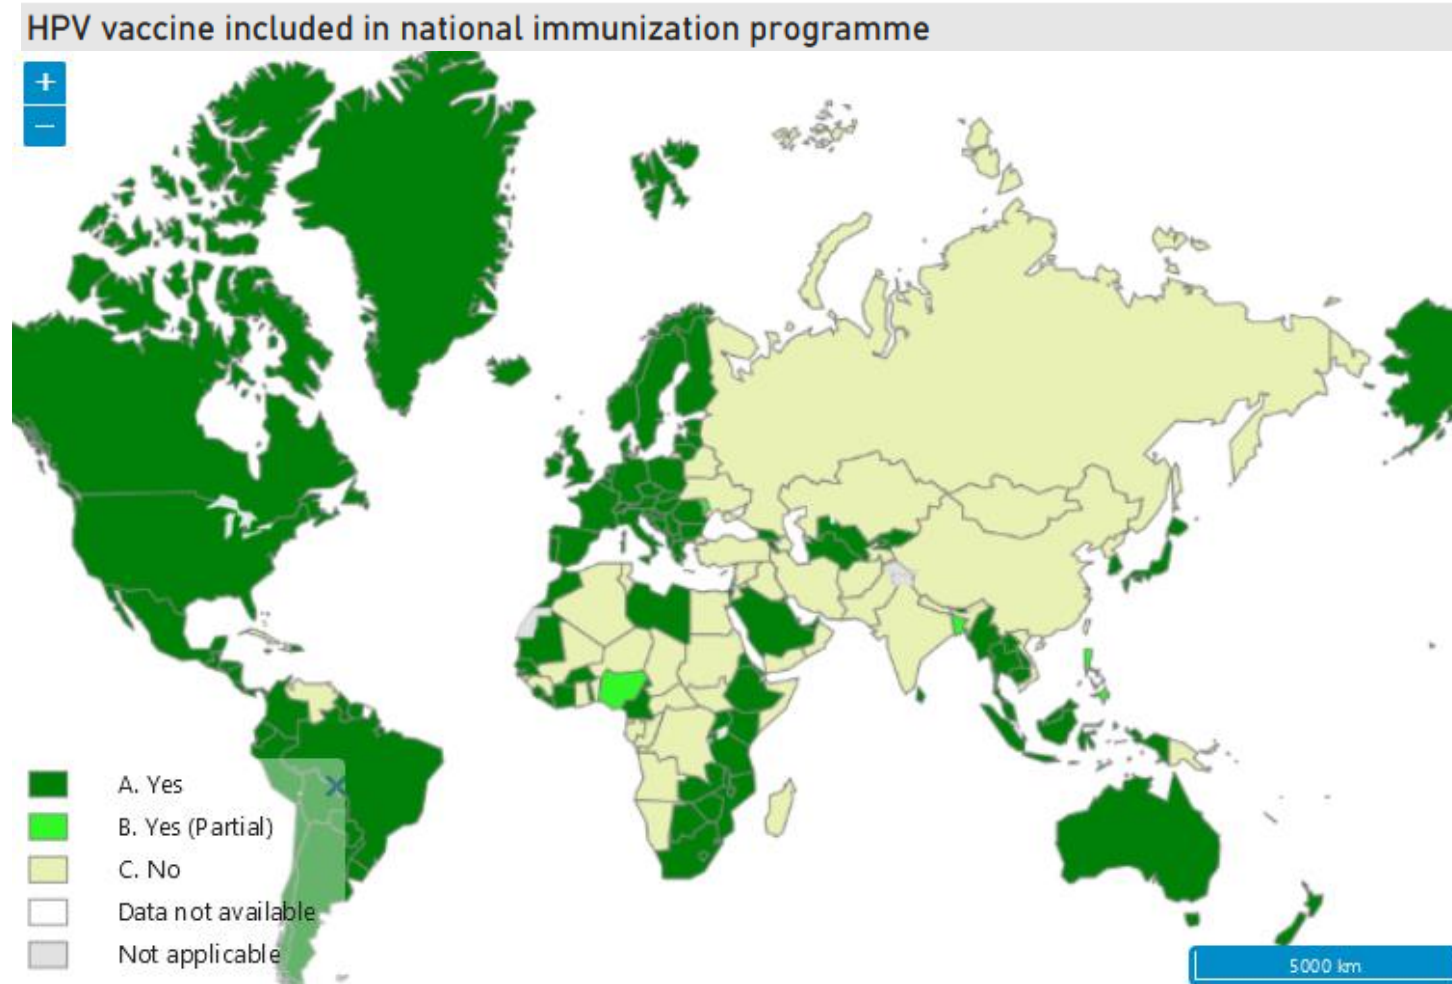 HPV vaccine included in national immunization programme
+
−
A. Yes
B. Yes (Partial)
C. No
Data not available
Not applicable
5000 km